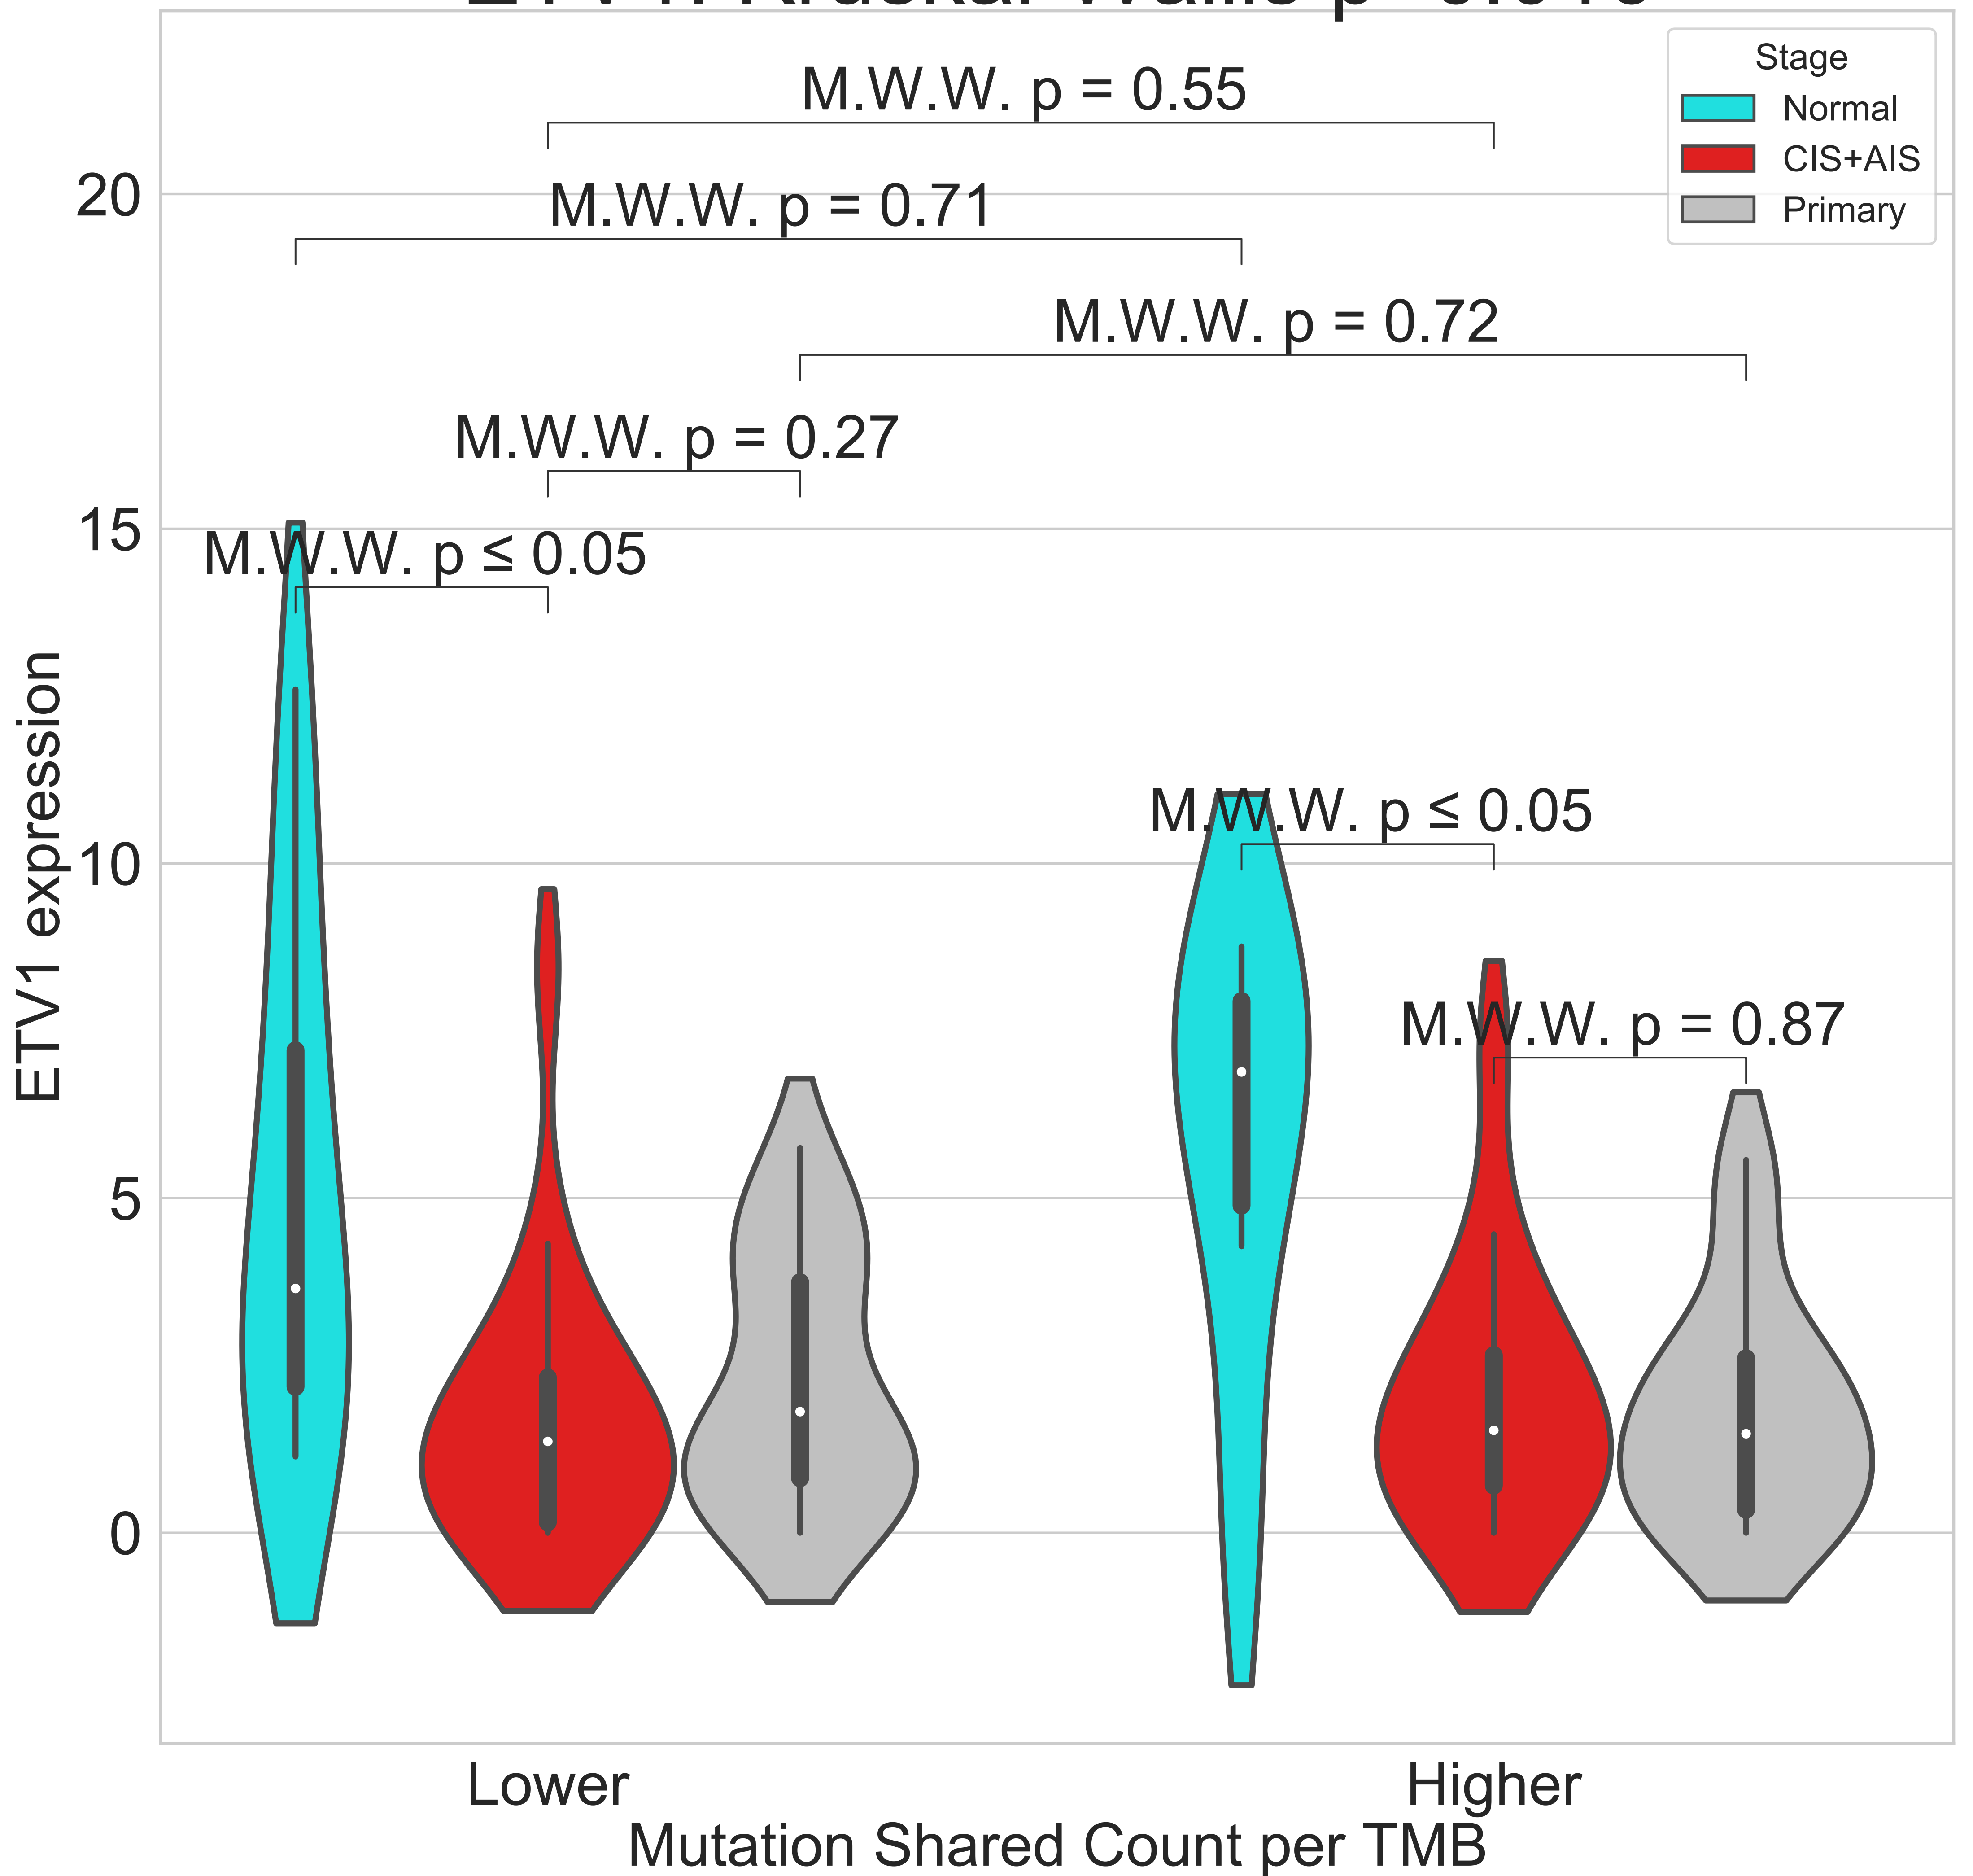 Stage
Normal
CIS+AIS
Primary
M.W.W. p = 0.55
M.W.W. p = 0.71
M.W.W. p = 0.72
M.W.W. p = 0.27
M.W.W. p ≤ 0.05
M.W.W. p ≤ 0.05
M.W.W. p = 0.87
20
15
10
5
0
ETV1 expression
Lower
Higher
Mutation Shared Count per TMB